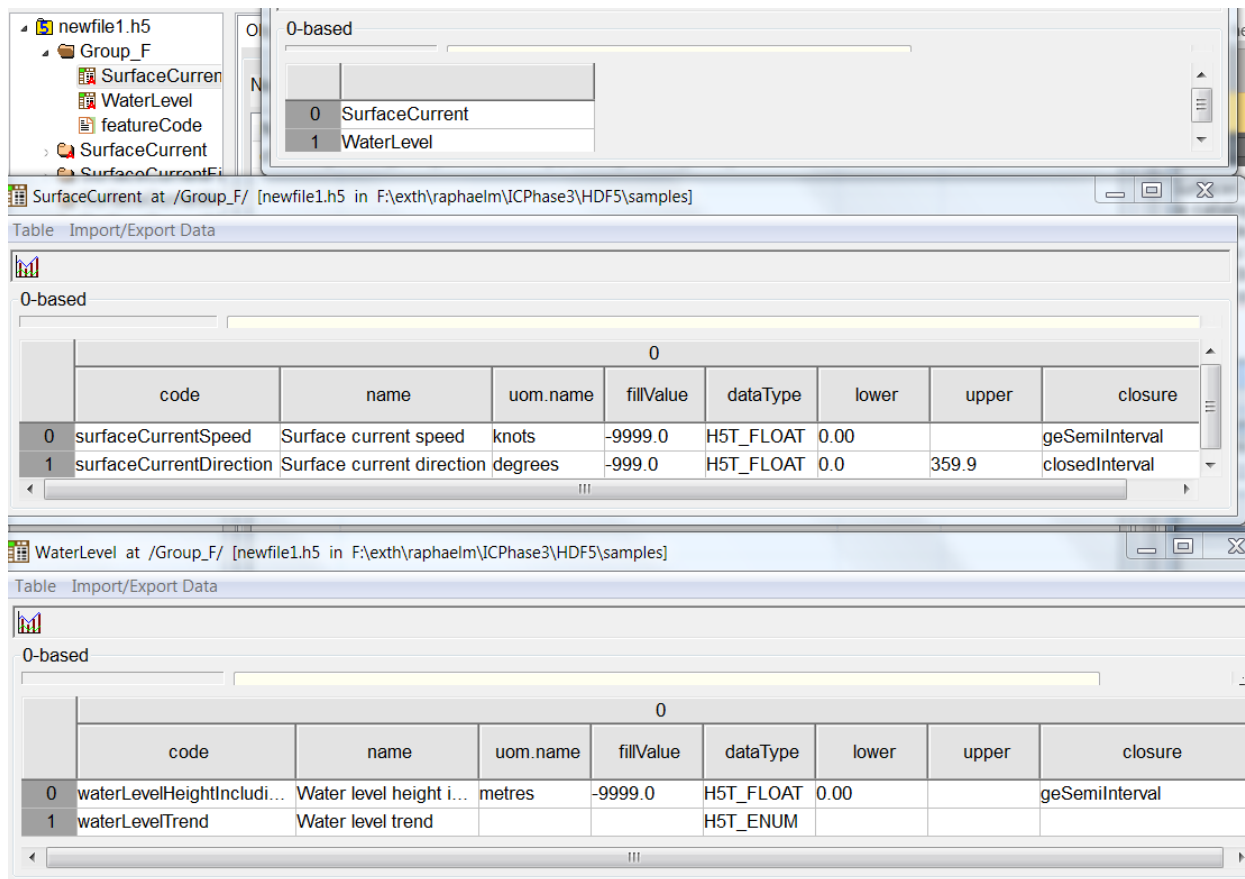 newfile1.h5
Group_F
SurfaceCurren
WaterLevel
featureCode
SurfaceCurrent
0-based
0 SurfaceCurrent
1 WaterLevel
SurfaceCurrent at /Group_F/ [newfile1.h5 in F:\exth\raphaelm\ICPhase3\HDF5\samples]
Table Import/Export Data
0-based
0
code name uom.name fillValue dataType lower upper closure
0 surfaceCurrentSpeed Surface current speed knots -9999.0 H5T_FLOAT 0.00 geSemiInterval
1 surfaceCurrentDirection Surface current direction degrees -999.0 H5T_FLOAT 0.0 359.9 closedInterval
WaterLevel at /Group_F/ [newfile1.h5 in F:\exth\raphaelm\ICPhase3\HDF5\samples]
Table Import/Export Data
0-based
0
code name uom.name fillValue dataType lower upper closure
0 waterLevelHeightIncludi... Water level height i... metres -9999.0 H5T_FLOAT 0.00 geSemiInterval
1 waterLevelTrend Water level trend H5T_ENUM